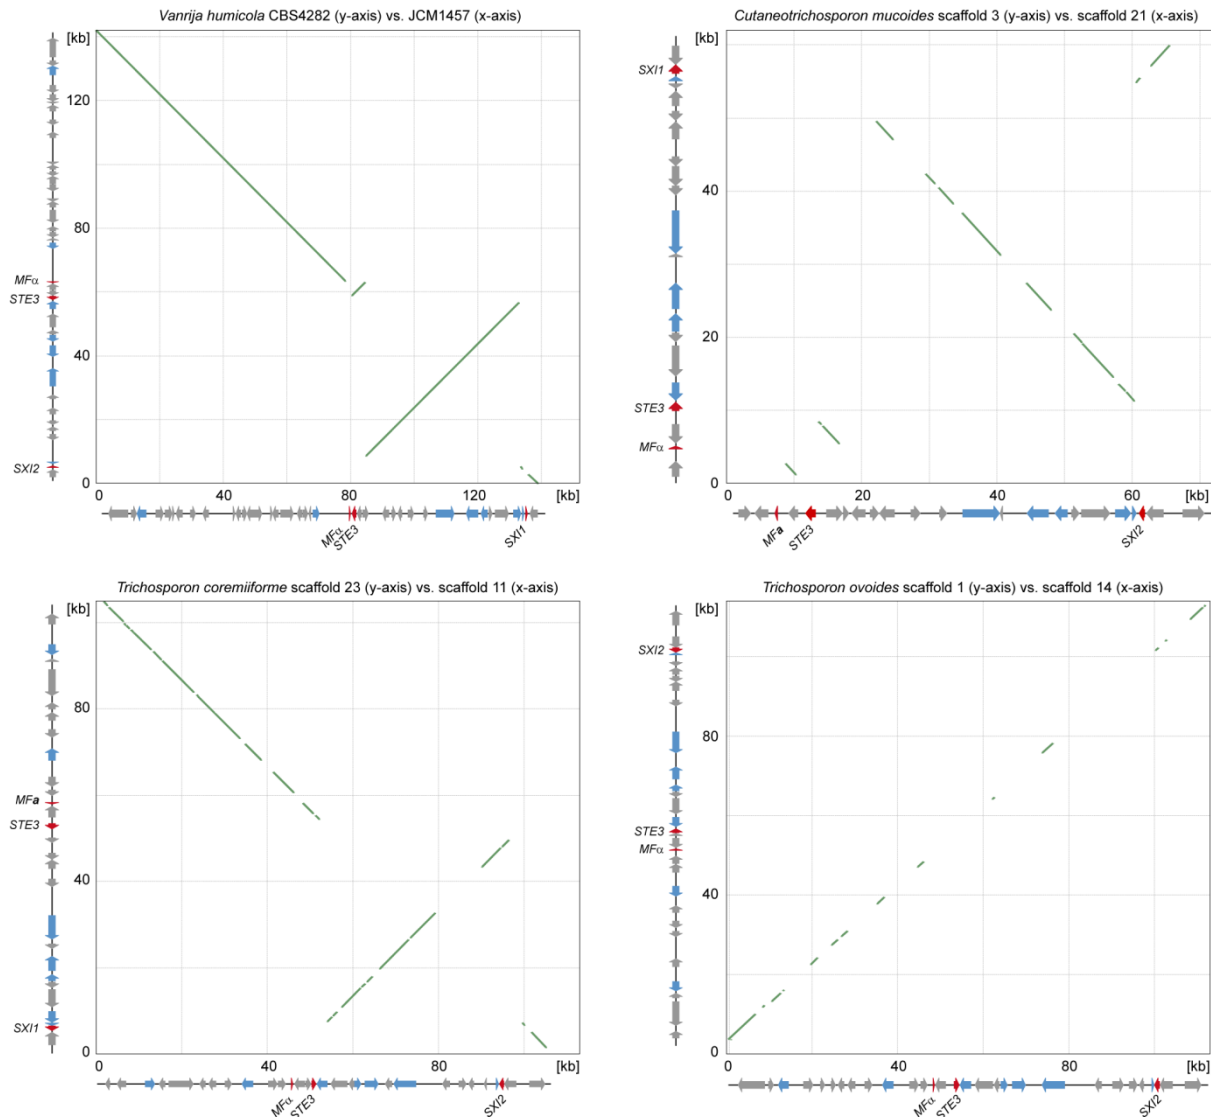 Vanrija humicola CBS4282 (y-axis) vs. JCM1457 (x-axis)
[kb]
120
80
MFα
STE3
40
SXI2
0
0 40 80 120 [kb]
MFα
STE3
SXI1
Cutaneotrichosporon mucoides scaffold 3 (y-axis) vs. scaffold 21 (x-axis)
[kb]
SXI1
40
20
STE3
MFα
0
0 20 40 60 [kb]
MFa STE3 SXI2
Trichosporon coremiiforme scaffold 23 (y-axis) vs. scaffold 11 (x-axis)
[kb]
80
MFa
STE3
40
SXI1
0
0 40 80 [kb]
MFα
STE3
SXI2
Trichosporon ovoides scaffold 1 (y-axis) vs. scaffold 14 (x-axis)
[kb]
SXI2
80
STE3
MFα
40
0
0 40 80 [kb]
MFα
STE3
SXI2